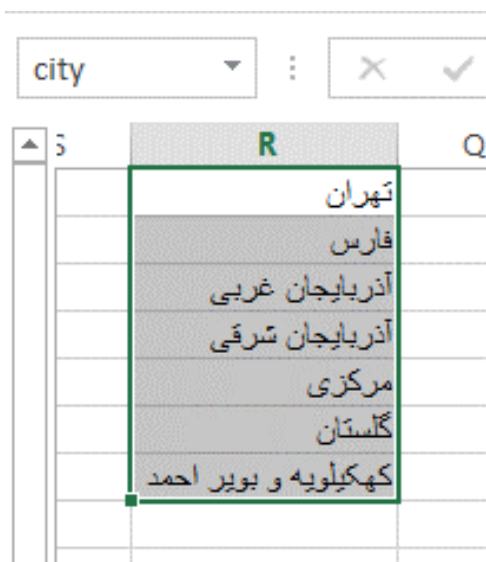 city
S R Q
تهران
فارس
آذربایجان غربی
آذربایجان شرقی
مرکزی
گلستان
کهکیلویه و بویر احمد